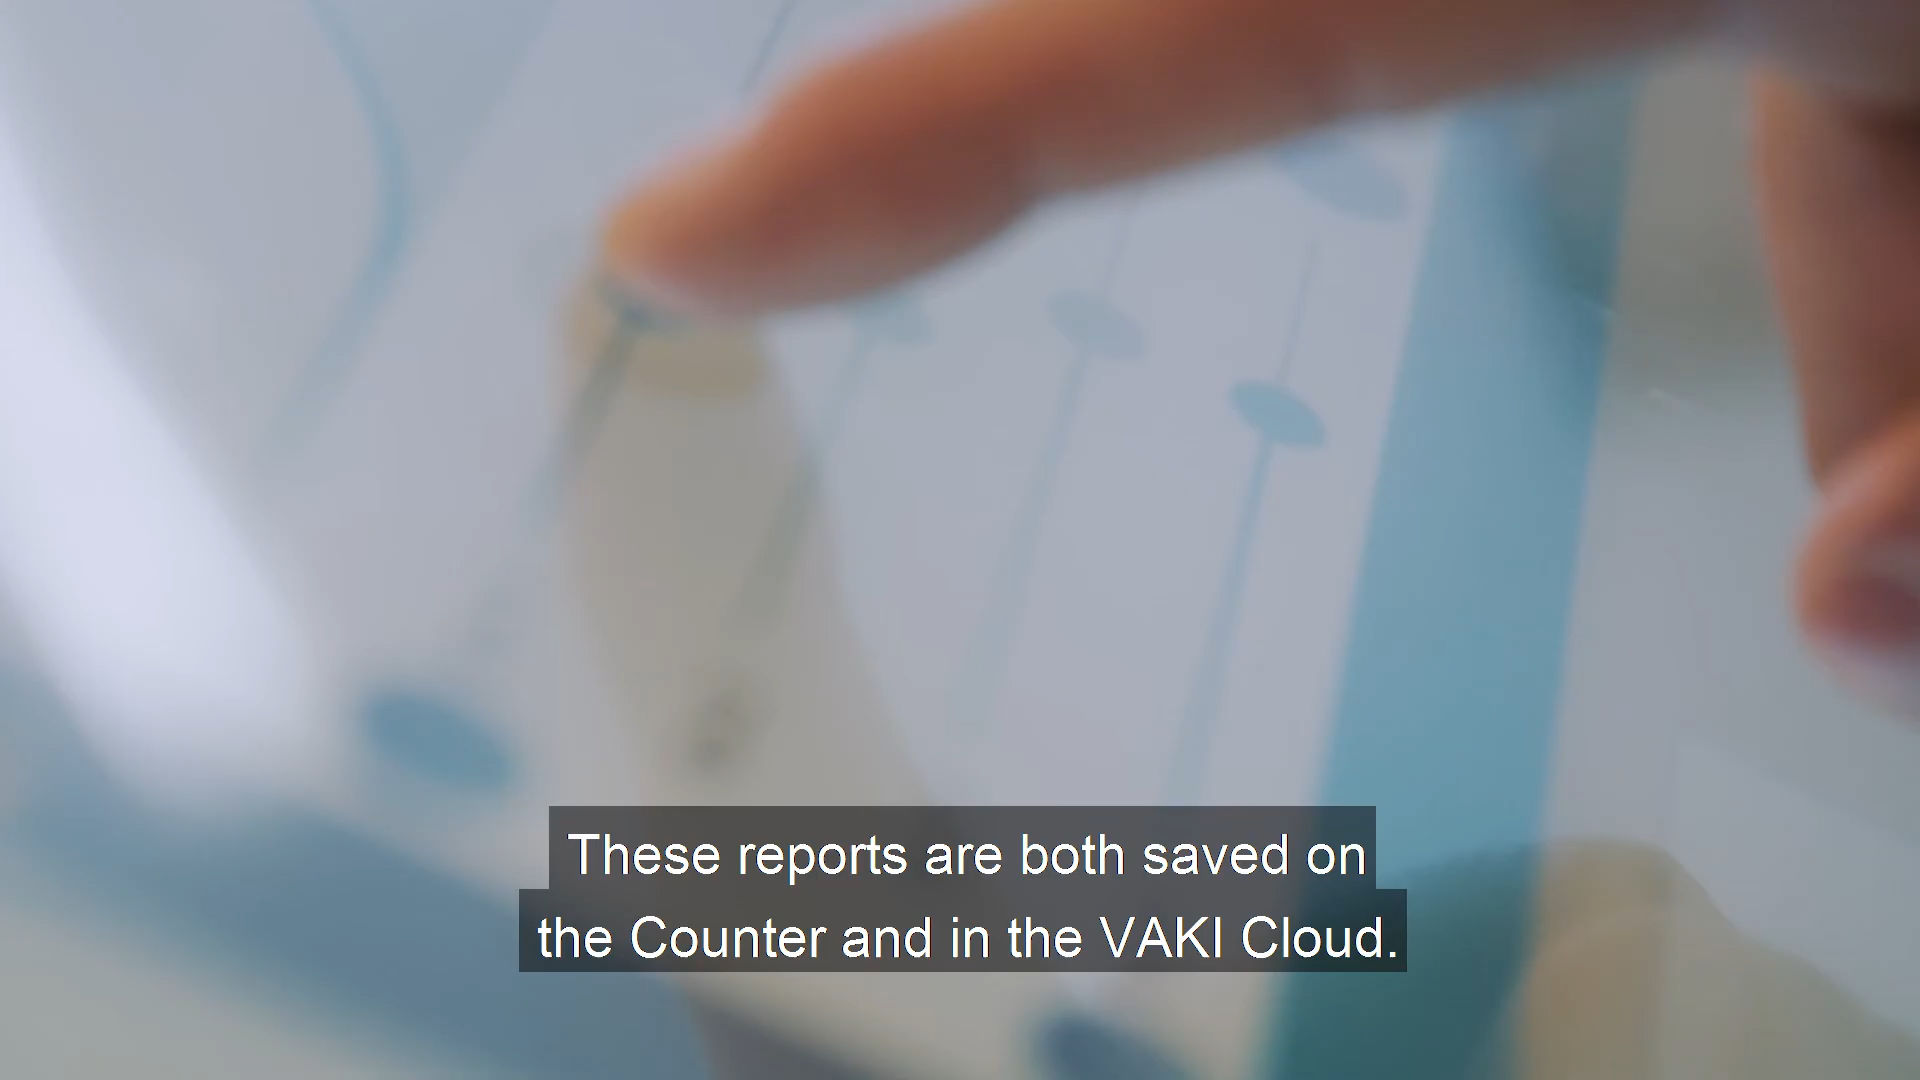 These reports are both saved on
the Counter and in the VAKI Cloud.